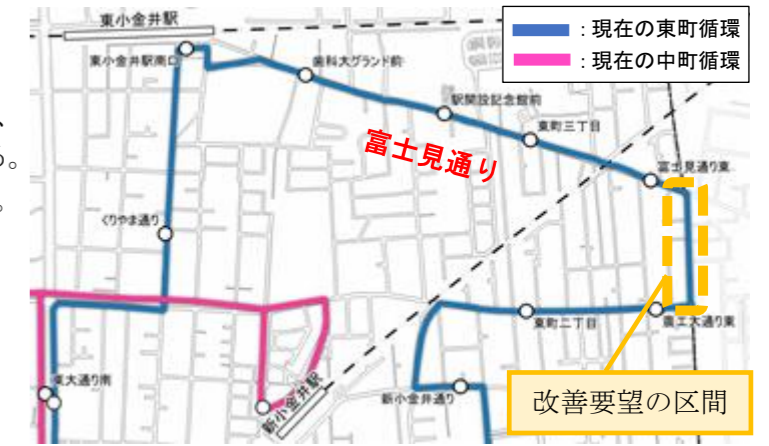 東小金井駅
：現在の東町循環
：現在の中町循環
東小金井駅南口
歯科大グランド前
駅開設記念館前
東町三丁目
富士見通り
富士見通り東
、
る。
。
くりやま通り
東町二丁目
農工大通り東
東大通り南
新小金井駅
新小金井通り
改善要望の区間